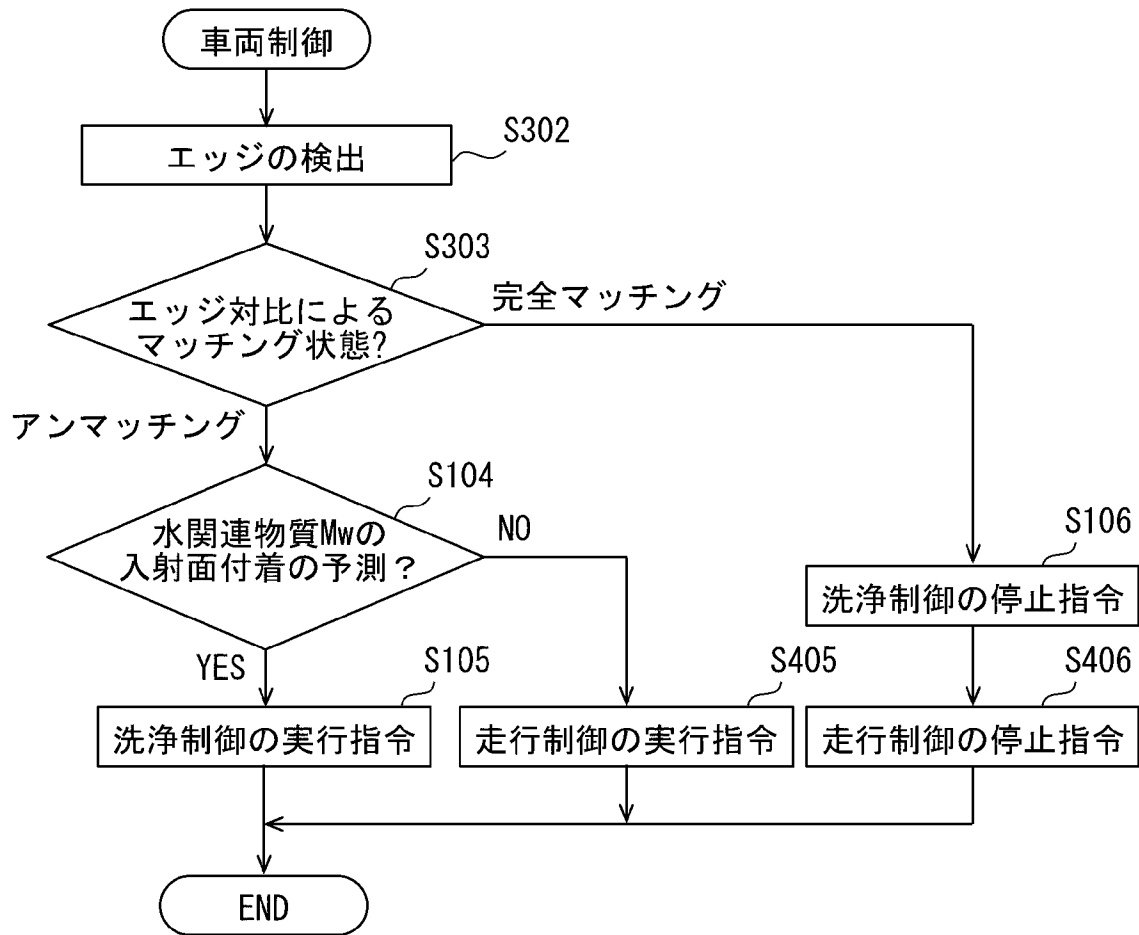 車両制御
S302
エッジの検出
S303
エッジ対比による
マッチング状態?
完全マッチング
アンマッチング
S104
水関連物質Mwの
入射面付着の予測?
NO
S106
洗浄制御の停止指令
YES
S105
洗浄制御の実行指令
S405
走行制御の実行指令
S406
走行制御の停止指令
END